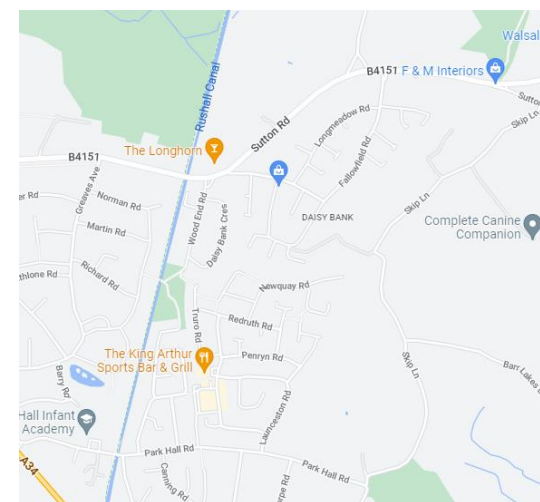 Walsal
B4151
F & M Interiors
Sutto
Rushall Canal
Longmeadow Rd
Skip Ln
Sutton Rd
The Longhorn
Fallowfield Rd
B4151
Greaves Ave
er Rd
Norman Rd
Wood End Rd
Daisy Bank Cres
DAISY BANK
Skip Ln
Complete Canine
Companion
Martin Rd
Richard Rd
thlone Rd
Newquay Rd
Truro Rd
Redruth Rd
The King Arthur
Sports Bar & Grill
Penryn Rd
Skip Ln
Barr Lakes
Barry Rd
Launceston Rd
Hall Infant
Academy
Park Hall Rd
A34
Canning Rd
Park Hall Rd
rpe Rd